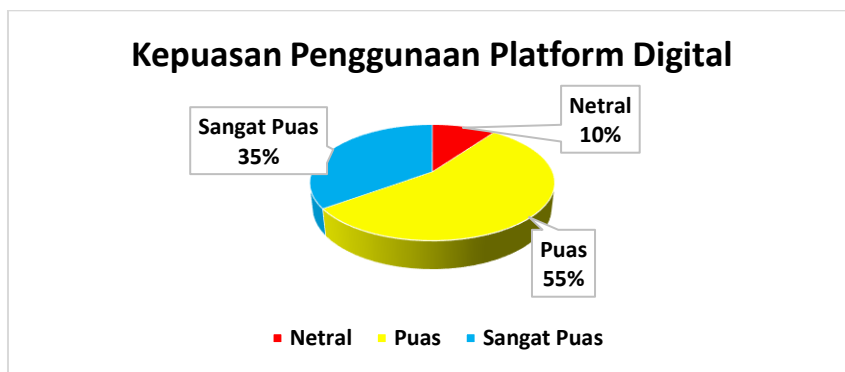 Kepuasan Penggunaan Platform Digital
Netral
10%
Sangat Puas
35%
Puas
55%
Netral Puas Sangat Puas